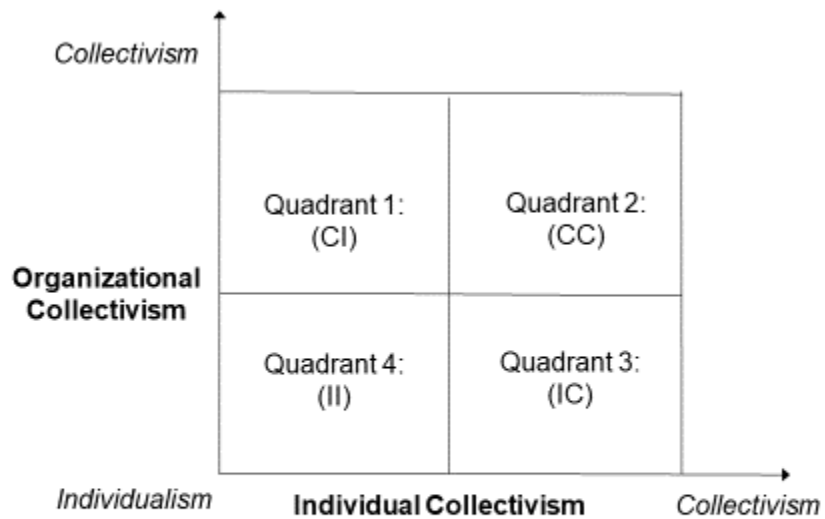 Collectivism
Quadrant 1:
(CI)
Quadrant 2:
(CC)
Organizational
Collectivism
Quadrant 4:
(II)
Quadrant 3:
(IC)
Individualism
Individual Collectivism
Collectivism